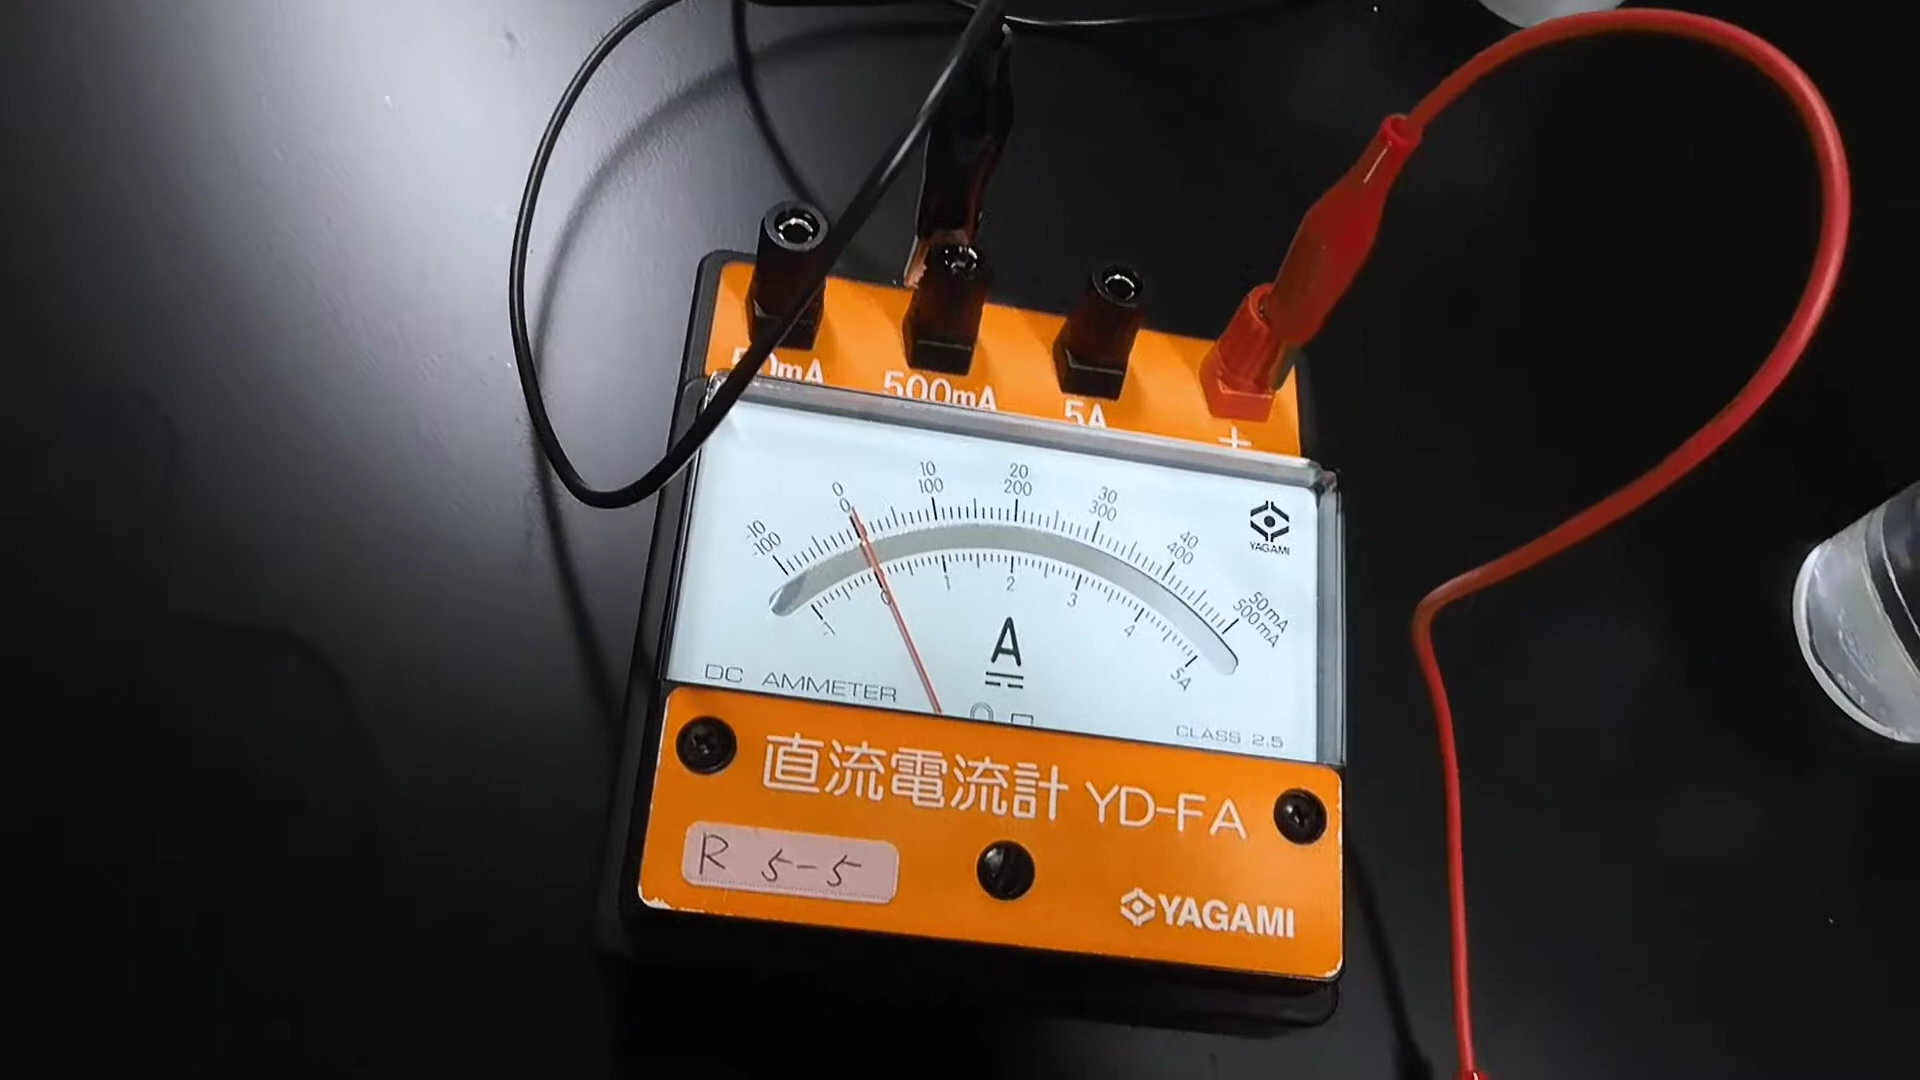 50mA
500mA
5A
+
-10 0 10 20 30 40 50mA
-100 0 100 200 300 400 500mA
YAGAMI
-1 0 1 2 3 4 5A
A
DC AMMETER
CLASS 2.5
直流電流計 YD-FA
R 5-5
YAGAMI